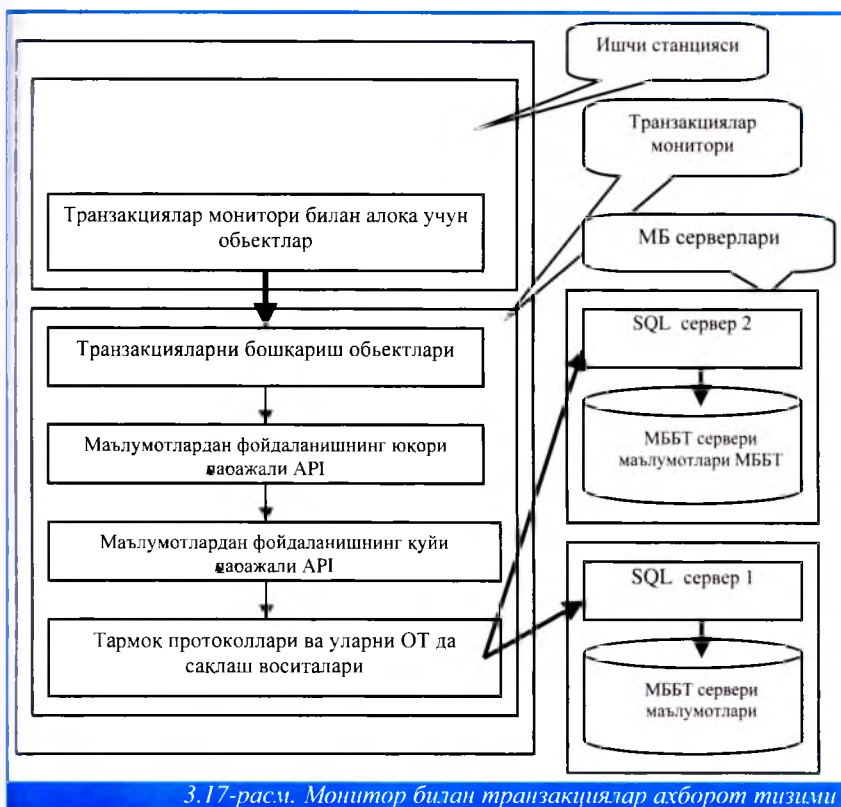 Ишчи станцияси
Транзакциялар
монитори
МБ серверлари
Транзакциялар монитори билан алоқа учун
объектлар
Транзакцияларни бошқариш объектлари
Маълумотлардан фойдаланишнинг юқори
API
Маълумотлардан фойдаланишнинг қуйи
API
Тармоқ протоколлари ва уларни ОТ да
сақлаш воситалари
SQL сервер 2
МББТ сервери
маълумотлари МББТ
SQL сервер 1
МББТ сервери
маълумотлари
3.17-расм. Монитор билан транзакциялар ахборот тизими